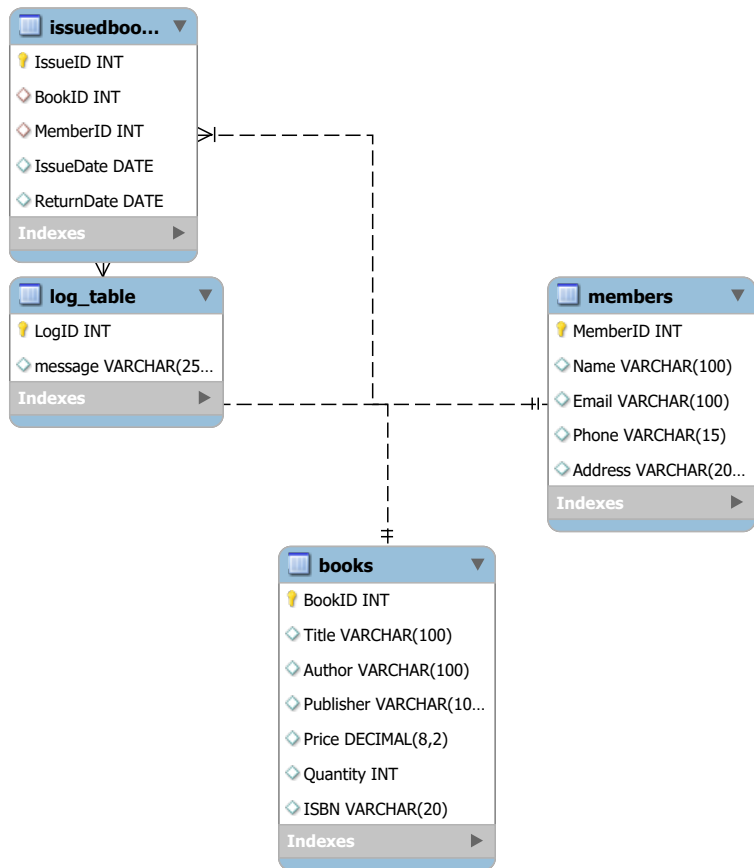 issuedboo...
IssueID INT
BookID INT
MemberID INT
IssueDate DATE
ReturnDate DATE
Indexes
log_table
LogID INT
message VARCHAR(25...
Indexes
members
MemberID INT
Name VARCHAR(100)
Email VARCHAR(100)
Phone VARCHAR(15)
Address VARCHAR(20...
Indexes
books
BookID INT
Title VARCHAR(100)
Author VARCHAR(100)
Publisher VARCHAR(10...
Price DECIMAL(8,2)
Quantity INT
ISBN VARCHAR(20)
Indexes